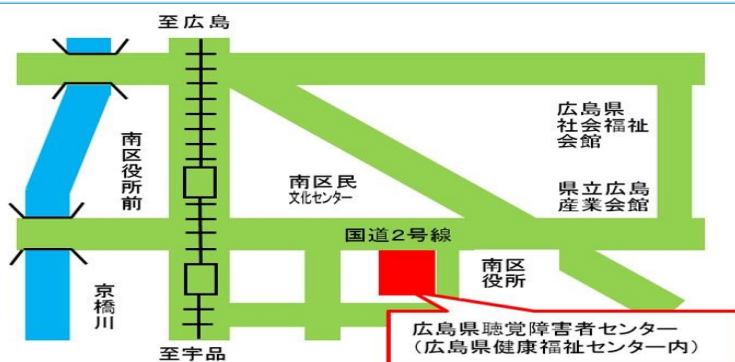 至広島
広島県
社会福祉
会館
南区役所前
南区民
文化センター
県立広島
産業会館
国道2号線
南区
役所
京橋川
広島県聴覚障害者センター
（広島県健康福祉センター内）
至宇品